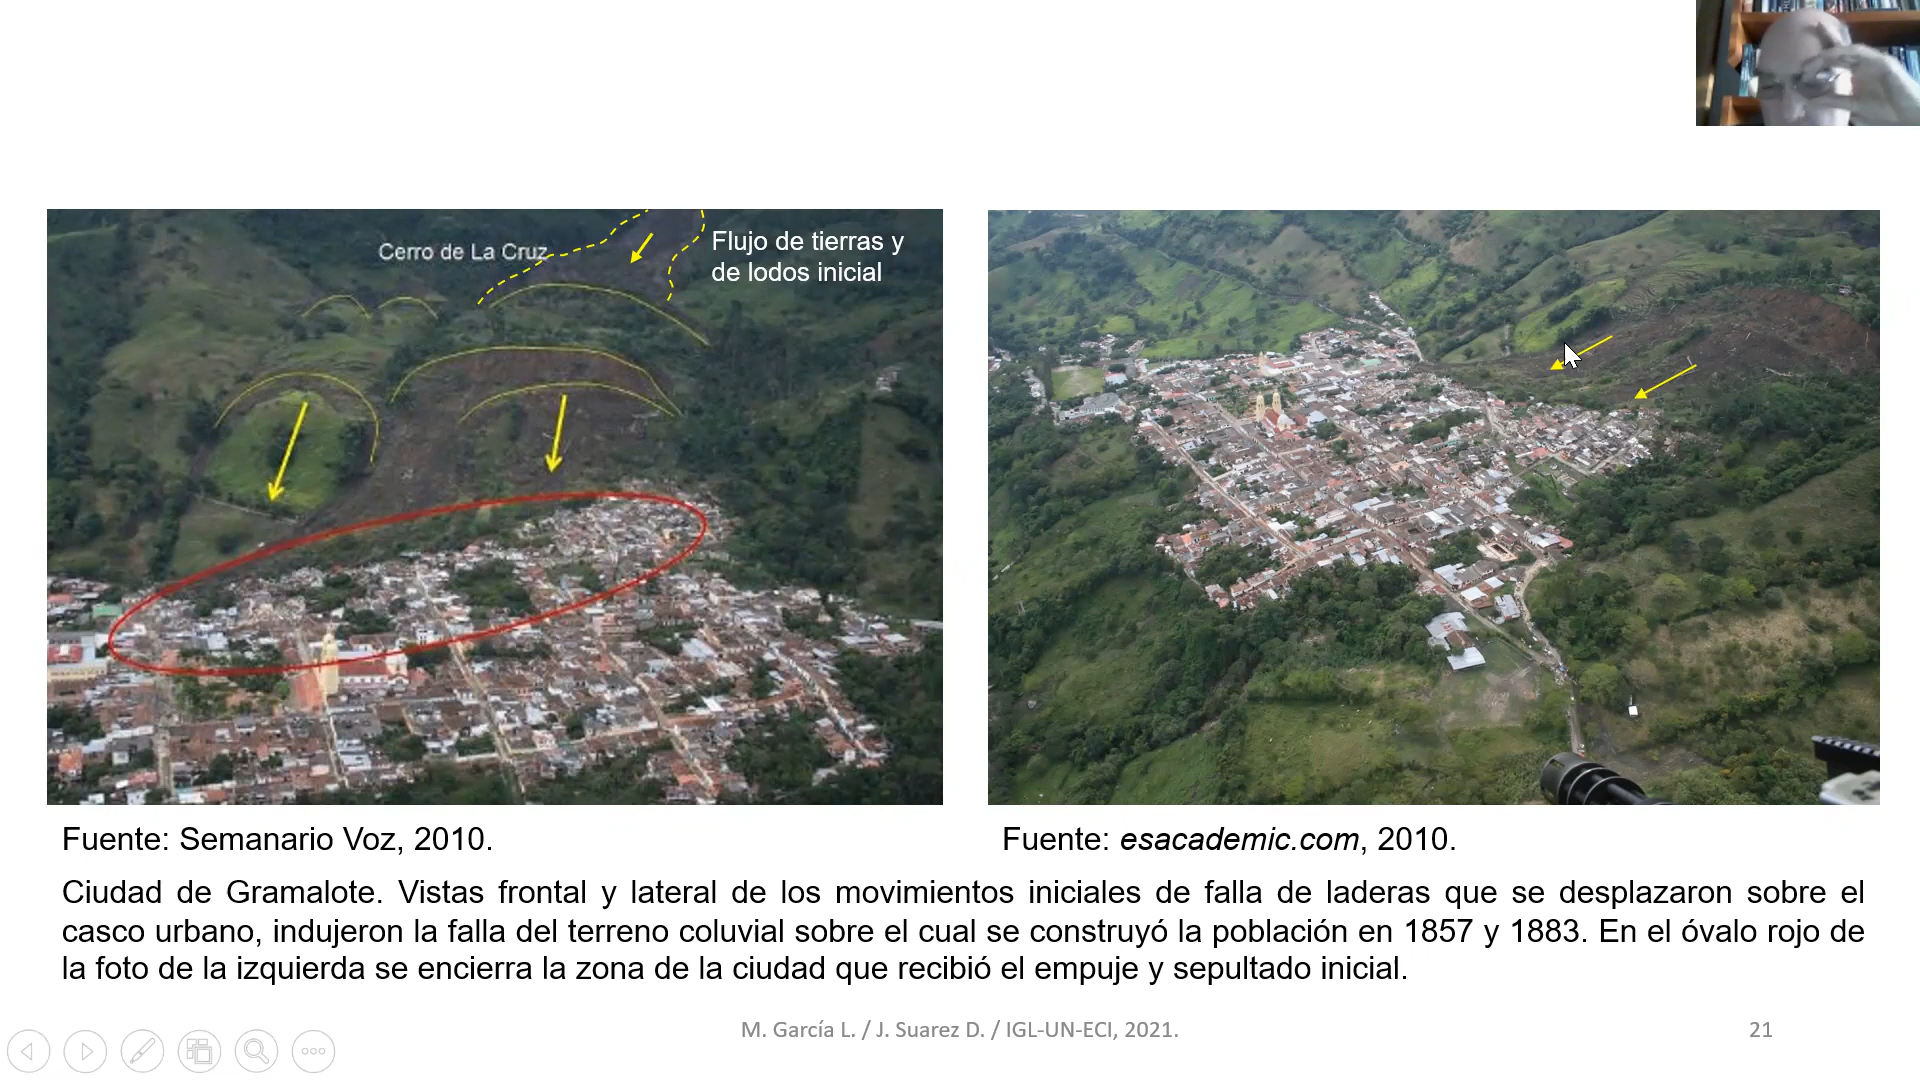 Cerro de La Cruz
Flujo de tierras y
de lodos inicial
Fuente: Semanario Voz, 2010.
Fuente: esacademic.com, 2010.
Ciudad de Gramalote. Vistas frontal y lateral de los movimientos iniciales de falla de laderas que se desplazaron sobre el
casco urbano, indujeron la falla del terreno coluvial sobre el cual se construyó la población en 1857 y 1883. En el óvalo rojo de
la foto de la izquierda se encierra la zona de la ciudad que recibió el empuje y sepultado inicial.
M. García L. / J. Suarez D. / IGL-UN-ECI, 2021.
21